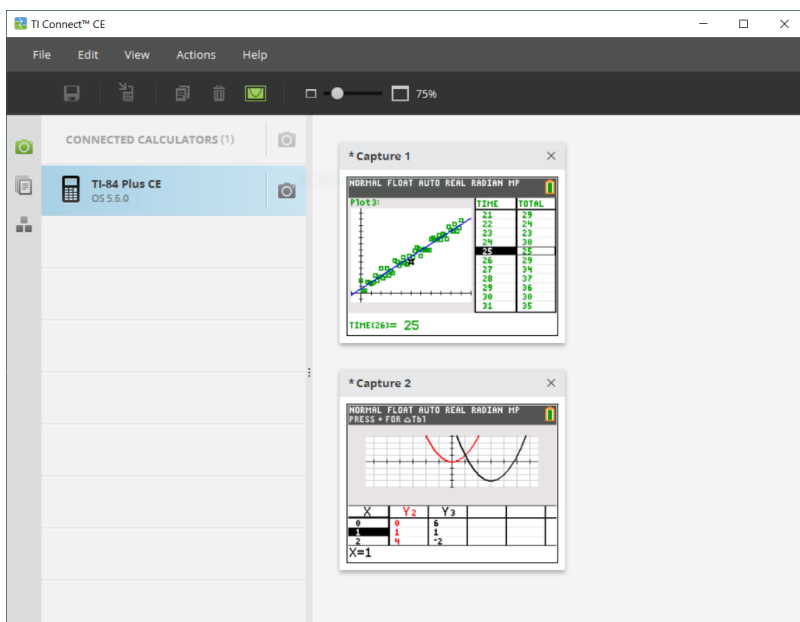 TI Connect™ CE
File Edit View Actions Help
75%
CONNECTED CALCULATORS (1)
TI-84 Plus CE
OS 5.6.0
*Capture 1
NORMAL FLOAT AUTO REAL RADIAN MP
Plot3:
TIME TOTAL
21 29
22 24
23 23
24 30
25 25
26 29
27 34
28 37
29 36
30 30
31 35
TIME(26)= 25
*Capture 2
NORMAL FLOAT AUTO REAL RADIAN MP
PRESS + FOR △Tbl
X Y2 Y3
0 0 6
1 1 1
2 4 -2
X=1